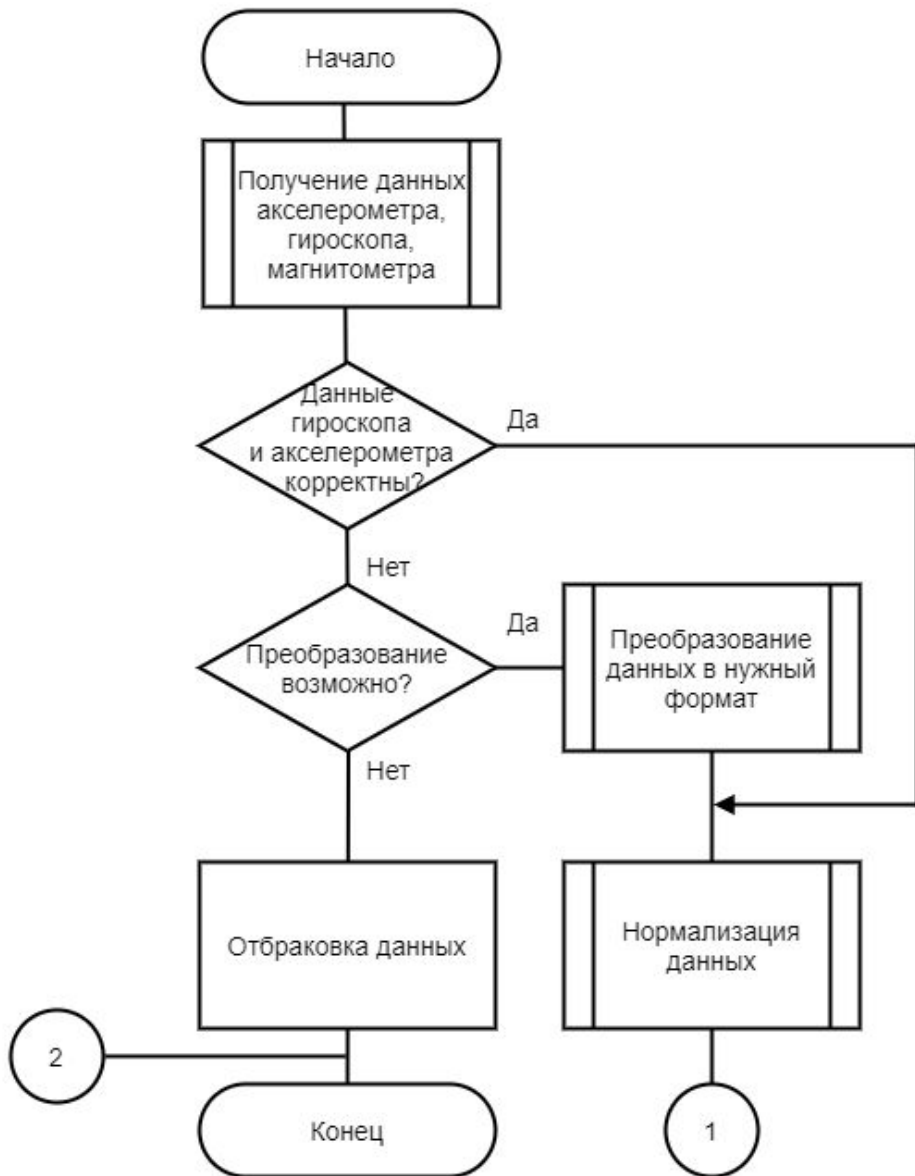 Начало
Получение данных
акселерометра,
гироскопа,
магнитометра
Данные
гироскопа
и акселерометра
корректны?
Да
Нет
Преобразование
возможно?
Да
Преобразование
данных в нужный
формат
Нет
Отбраковка данных
Нормализация
данных
2
Конец
1